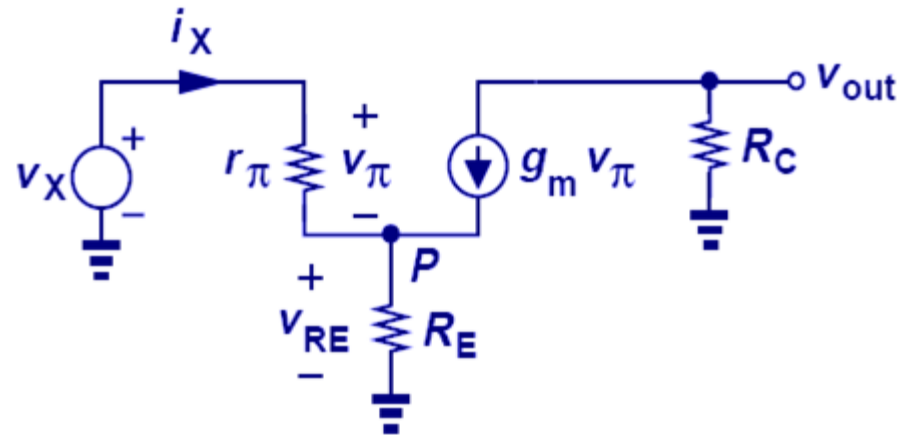 iX
+
vX
−
rπ
+
vπ
−
gm vπ
vout
RC
P
+
vRE
−
RE